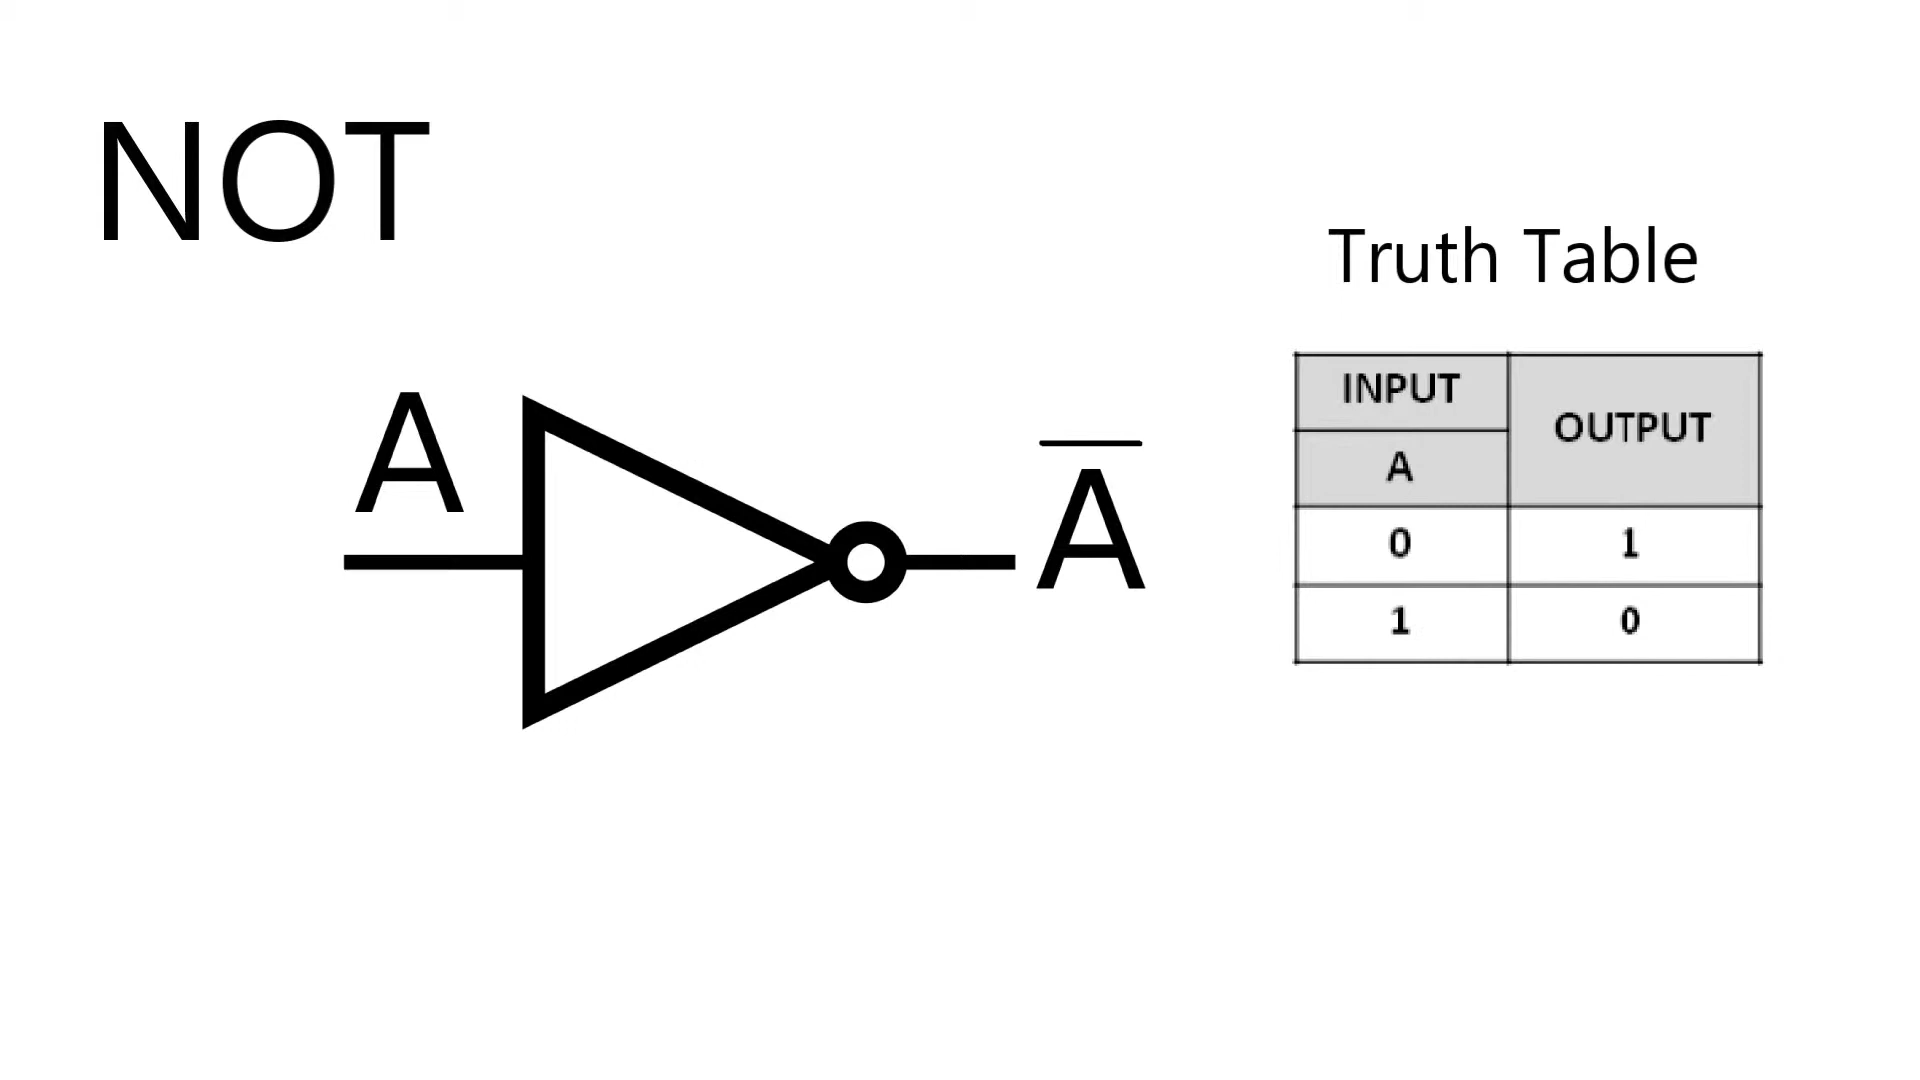 NOT
Truth Table
A
A̅
INPUT
OUTPUT
A
0 1
1 0